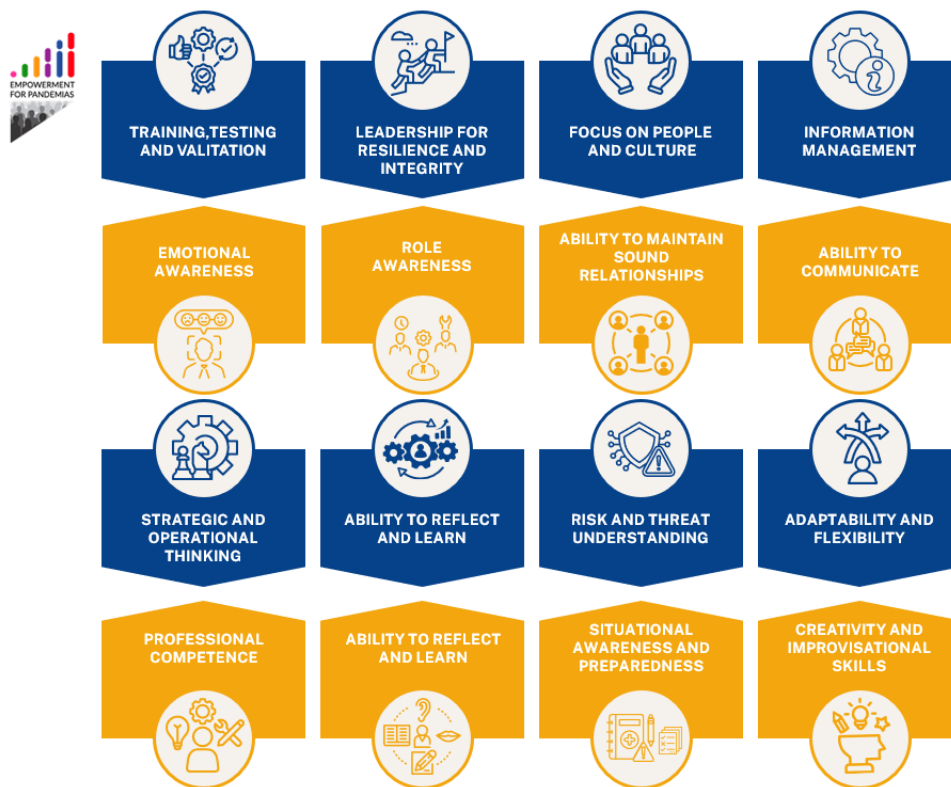 EMPOWERMENT
FOR PANDEMIAS
TRAINING,TESTING
AND VALITATION
LEADERSHIP FOR
RESILIENCE AND
INTEGRITY
FOCUS ON PEOPLE
AND CULTURE
INFORMATION
MANAGEMENT
EMOTIONAL
AWARENESS
ROLE
AWARENESS
ABILITY TO MAINTAIN
SOUND
RELATIONSHIPS
ABILITY TO
COMMUNICATE
STRATEGIC AND
OPERATIONAL
THINKING
ABILITY TO REFLECT
AND LEARN
RISK AND THREAT
UNDERSTANDING
ADAPTABILITY AND
FLEXIBILITY
PROFESSIONAL
COMPETENCE
ABILITY TO REFLECT
AND LEARN
SITUATIONAL
AWARENESS AND
PREPAREDNESS
CREATIVITY AND
IMPROVISATIONAL
SKILLS